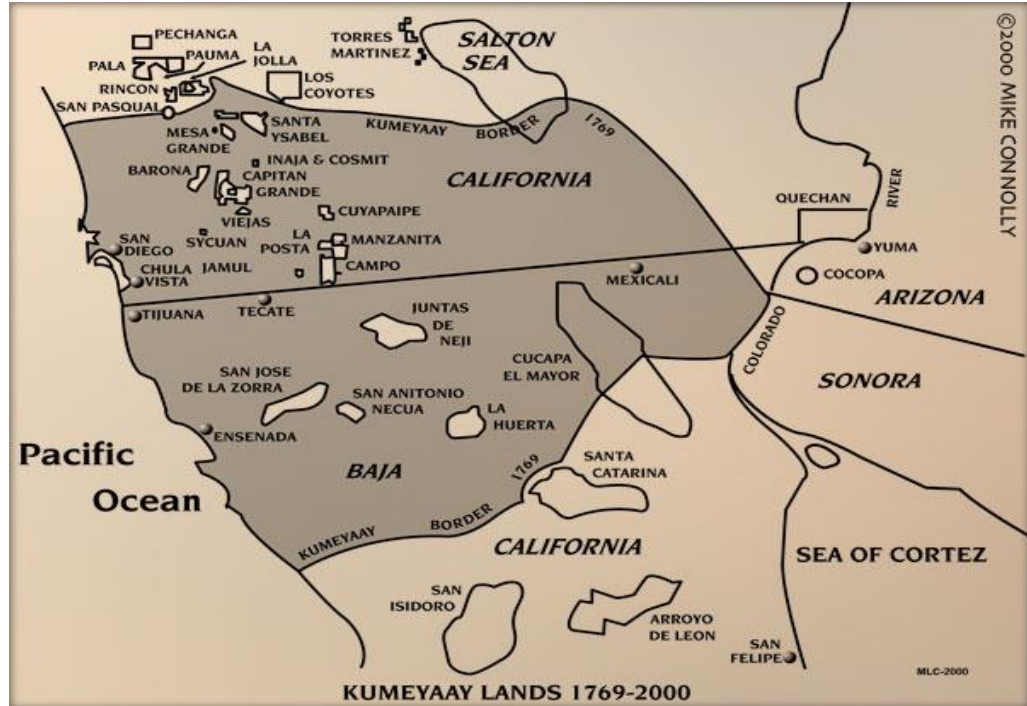 ©2000 MIKE CONNOLLY
PECHANGA
PALA
PAUMA
LA
JOLLA
RINCON
SAN PASQUAL
LOS
COYOTES
TORRES
MARTINEZ
SALTON
SEA
KUMEYAAY BORDER 1769
MESA
GRANDE
SANTA
YSABEL
INAJA & COSMIT
BARONA
CAPITAN
GRANDE
CALIFORNIA
VIEJAS
CUYAPAIPE
QUECHAN
RIVER
SAN
DIEGO
SYCUAN
LA
POSTA
MANZANITA
YUMA
CHULA
VISTA
JAMUL
CAMPO
MEXICALI
COCOPA
ARIZONA
TIJUANA
TECATE
JUNTAS
DE
NEJI
COLORADO
CUCAPA
EL MAYOR
SAN JOSE
DE LA ZORRA
SAN ANITONIO
NECUA
LA
HUERTA
SONORA
ENSENADA
Pacific
Ocean
BAJA
SANTA
CATARINA
KUMEYAAY BORDER 1769
CALIFORNIA
SEA OF CORTEZ
SAN
ISIDORO
ARROYO
DE LEON
SAN
FELIPE
MLC-2000
KUMEYAAY LANDS 1769-2000